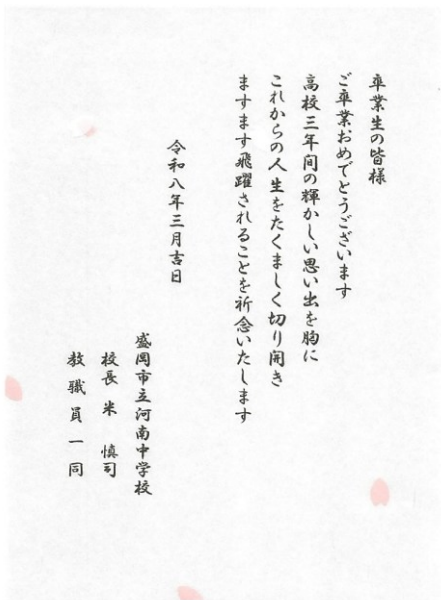 卒業生の皆様
ご卒業おめでとうございます
高校三年間の輝かしい思い出を胸に
これからの人生をたくましく切り開き
ますます飛躍されることを祈念いたします
令和八年三月吉日
盛岡市立河南中学校
校長 米 慎司
教職員一同